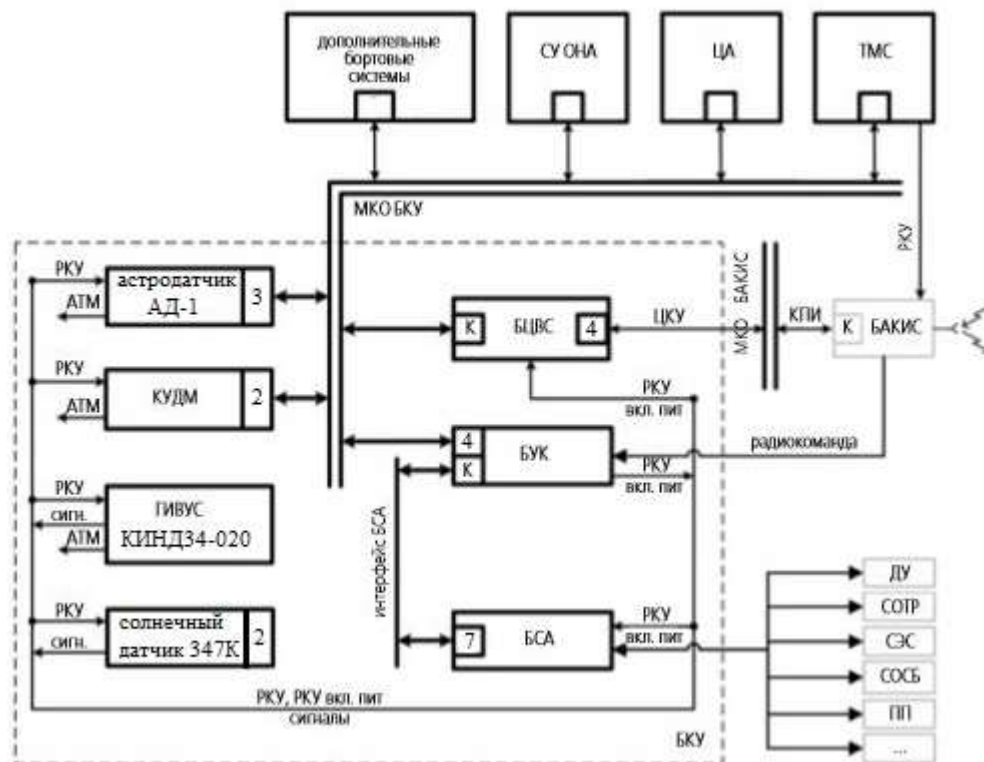 дополнительные
бортовые
системы
СУ ОНА
ЦА
ТМС
МКО БКУ
РКУ
РКУ
АТМ
астродатчик
АД-1
3
РКУ
АТМ
КУДМ
2
РКУ
сигн.
АТМ
ГИВУС
КИНД34-020
РКУ
сигн.
солнечный
датчик 347К
2
К
БЦВС
4
ЦКУ
МКО БАКИС
КПИ
К
БАКИС
РКУ
вкл. пит
4
К
БУК
РКУ
вкл. пит
радиокоманда
интерфейс БСА
7
БСА
РКУ
вкл. пит
ДУ
СОТР
СЭС
СОСБ
ПП
...
РКУ, РКУ вкл. пит
сигналы
БКУ